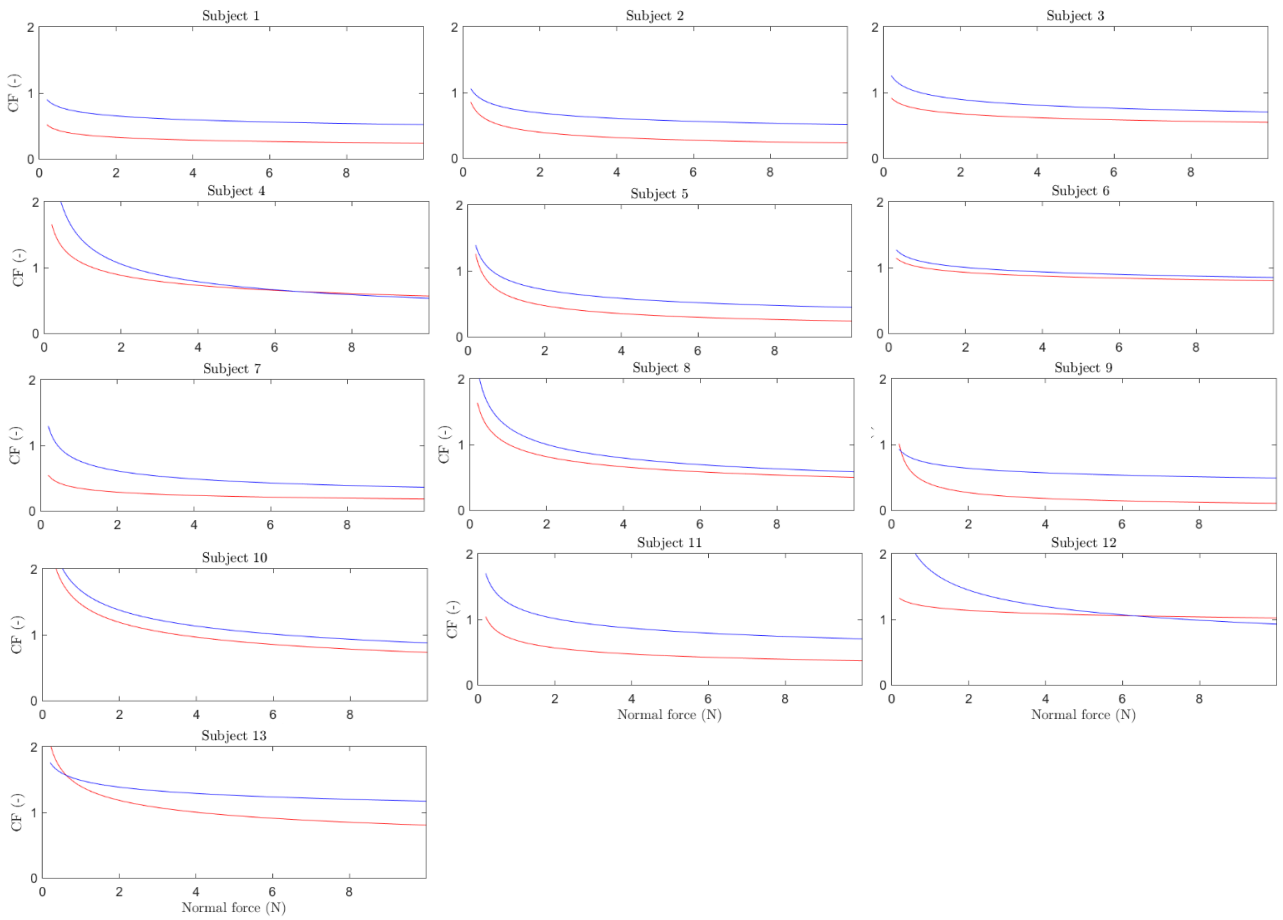 Subject 1
Subject 2
Subject 3
2
1
0
CF (-)
0 2 4 6 8
2
1
0
0 2 4 6 8
2
1
0
0 2 4 6 8
Subject 4
Subject 5
Subject 6
2
1
0
CF (-)
0 2 4 6 8
2
1
0
0 2 4 6 8
2
1
0
0 2 4 6 8
Subject 7
Subject 8
Subject 9
2
1
0
CF (-)
0 2 4 6 8
2
1
0
CF (-)
0 2 4 6 8
2
1
0
0 2 4 6 8
Subject 10
Subject 11
Subject 12
2
1
0
CF (-)
0 2 4 6 8
2
1
0
CF (-)
0 2 4 6 8
Normal force (N)
2
1
0
0 2 4 6 8
Normal force (N)
Subject 13
2
1
0
CF (-)
0 2 4 6 8
Normal force (N)